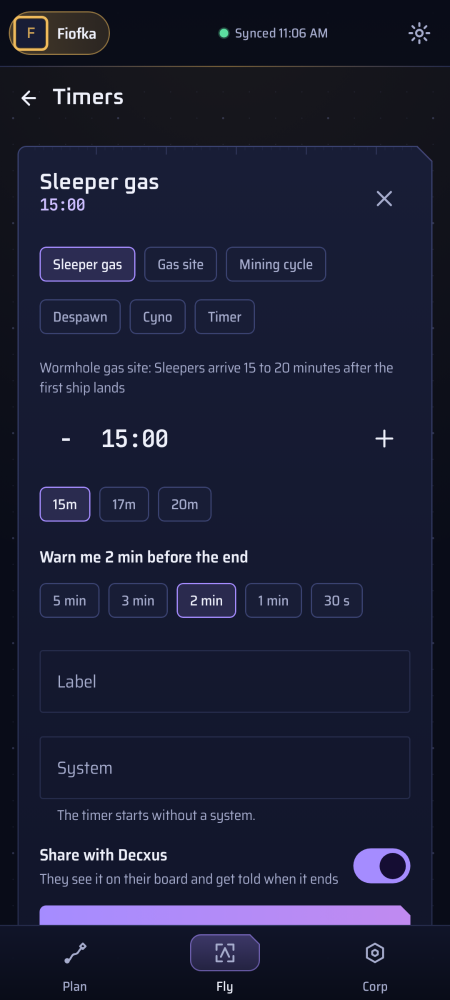 F Fiofka
Synced 11:06 AM
Timers
Sleeper gas
15:00
Sleeper gas Gas site Mining cycle
Despawn Cyno Timer
Wormhole gas site: Sleepers arrive 15 to 20 minutes after the
first ship lands
- 15:00 +
15m 17m 20m
Warn me 2 min before the end
5 min 3 min 2 min 1 min 30 s
Label
System
The timer starts without a system.
Share with Decxus
They see it on their board and get told when it ends
Plan Fly Corp